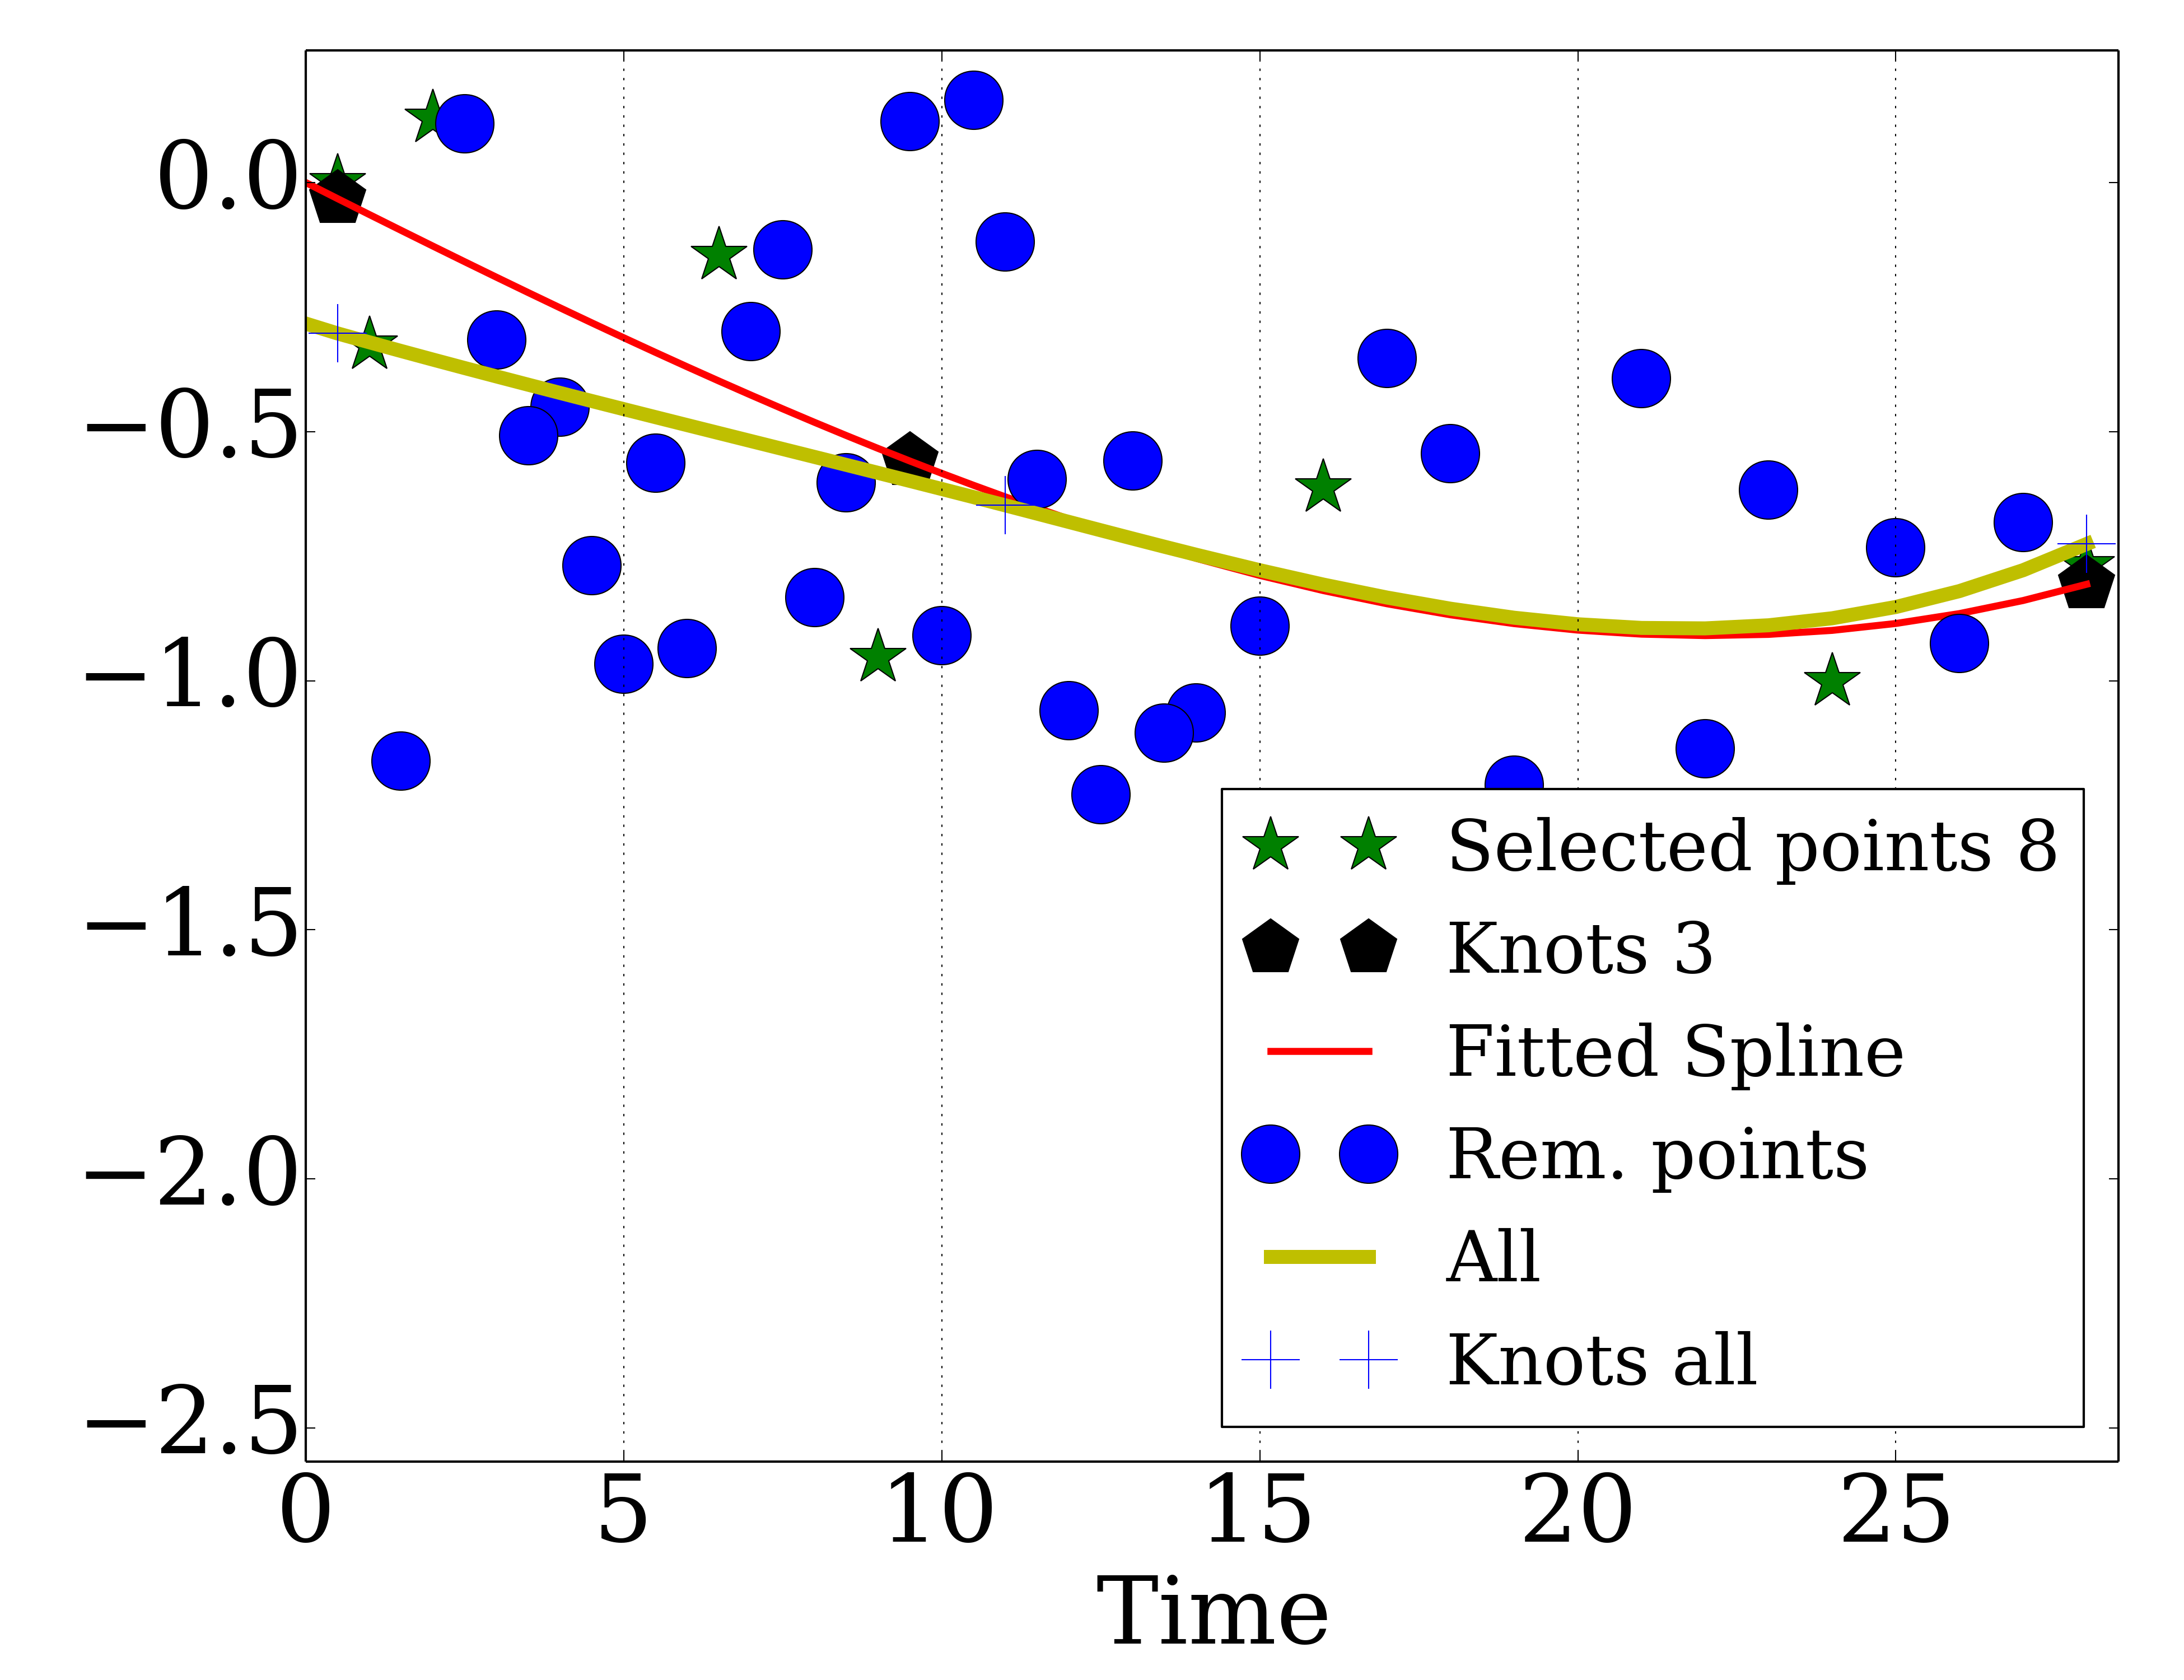 0.0
−0.5
−1.0
−1.5
−2.0
−2.5
0 5 10 15 20 25
Time
Selected points 8
Knots 3
Fitted Spline
Rem. points
All
Knots all